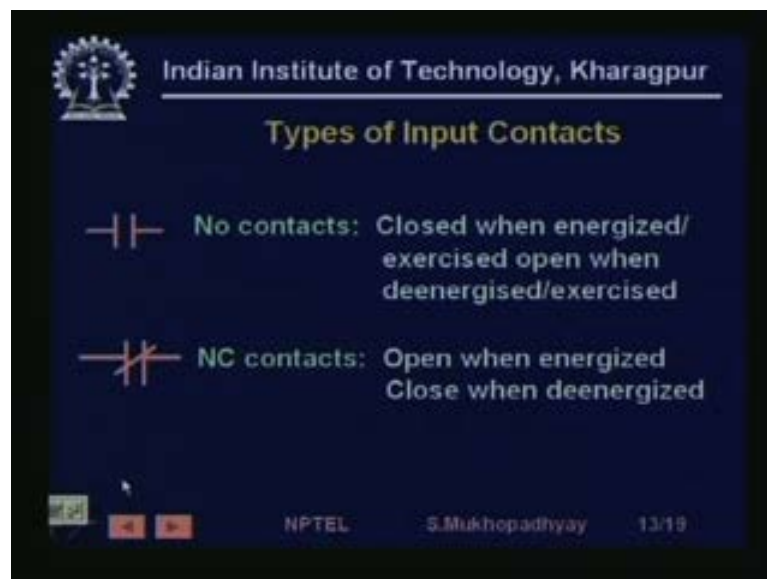 Indian Institute of Technology, Kharagpur
Types of Input Contacts
No contacts: Closed when energized/
exercised open when
deenergised/exercised
NC contacts: Open when energized
Close when deenergized
NPTEL S.Mukhopadhyay 13/19